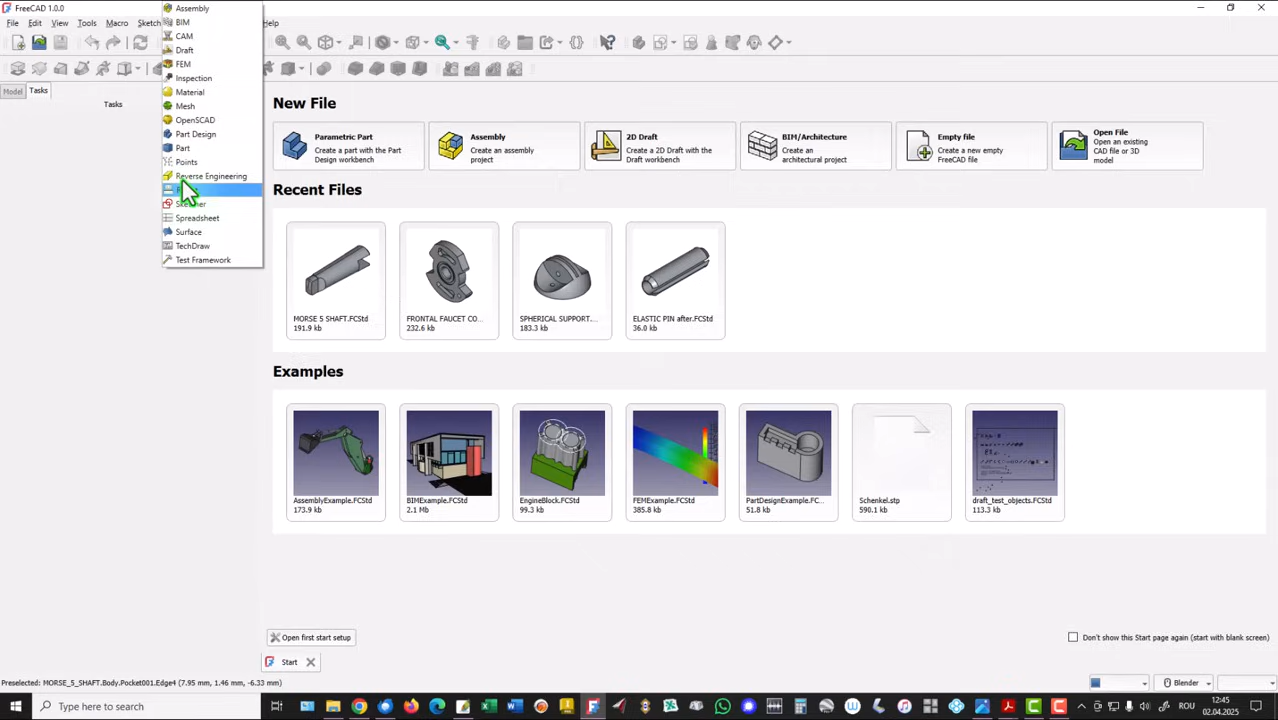 FreeCAD 1.0.0
File Edit View Tools Macro Sketch Help
Assembly
BIM
CAM
Draft
FEM
Inspection
Material
Mesh
OpenSCAD
Part Design
Part
Points
Reverse Engineering
Sketcher
Spreadsheet
Surface
TechDraw
Test Framework
Model Tasks
Tasks
New File
Parametric Part
Create a part with the Part
Design workbench
Assembly
Create an assembly
project
2D Draft
Create a 2D Draft with the
Draft workbench
BIM/Architecture
Create an
architectural project
Empty file
Create a new empty
FreeCAD file
Open File
Open an existing
CAD file or 3D
model
Recent Files
MORSE 5 SHAFT.FCStd
191.9 kb
FRONTAL FAUCET CO...
232.6 kb
SPHERICAL SUPPORT....
183.3 kb
ELASTIC PIN after.FCStd
36.0 kb
Examples
AssemblyExample.FCStd
173.9 kb
BIMExample.FCStd
2.1 Mb
EngineBlock.FCStd
99.3 kb
FEMExample.FCStd
385.8 kb
PartDesignExample.FC...
51.8 kb
Schenkel.stp
590.1 kb
draft_test_objects.FCStd
113.3 kb
Open first start setup
Don't show this Start page again (start with blank screen)
Start
Preselected: MORSE_5_SHAFT.Body.Pocket001.Edge4 (7.95 mm, 1.46 mm, -6.33 mm)
Blender
Type here to search
12:45
02.04.2025